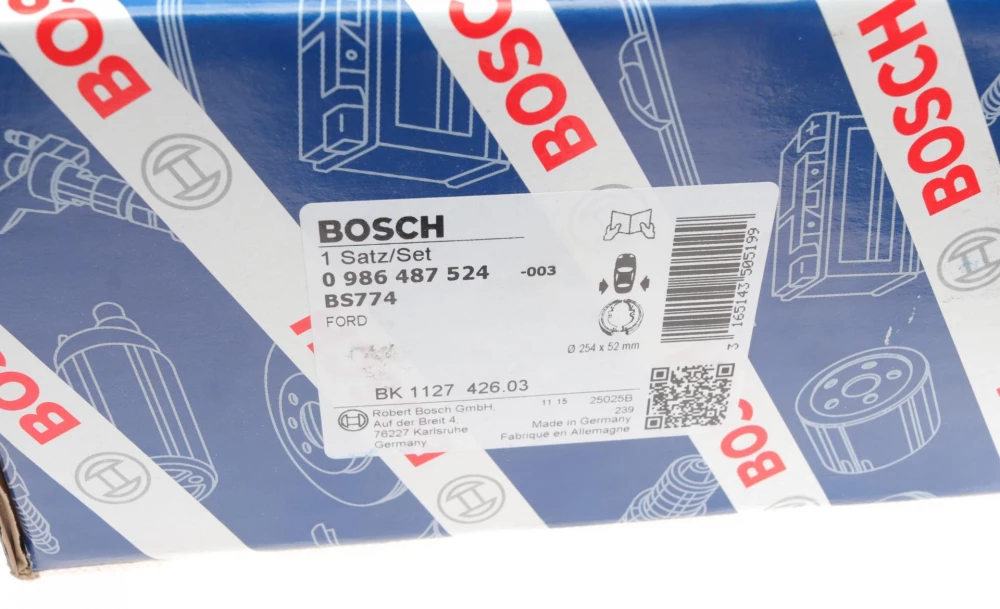 BOSCH
BOSCH
BOSCH
BOSCH
1 Satz/Set
0 986 487 524 -003
BS774
FORD
Ø 254 x 52 mm
3 165143 505199
BK 1127 426.03
Robert Bosch GmbH,
Auf der Breit 4,
76227 Karlsruhe
Germany
11 15 25025B
239
Made in Germany
Fabriqué en Allemagne
BOSCH
BO